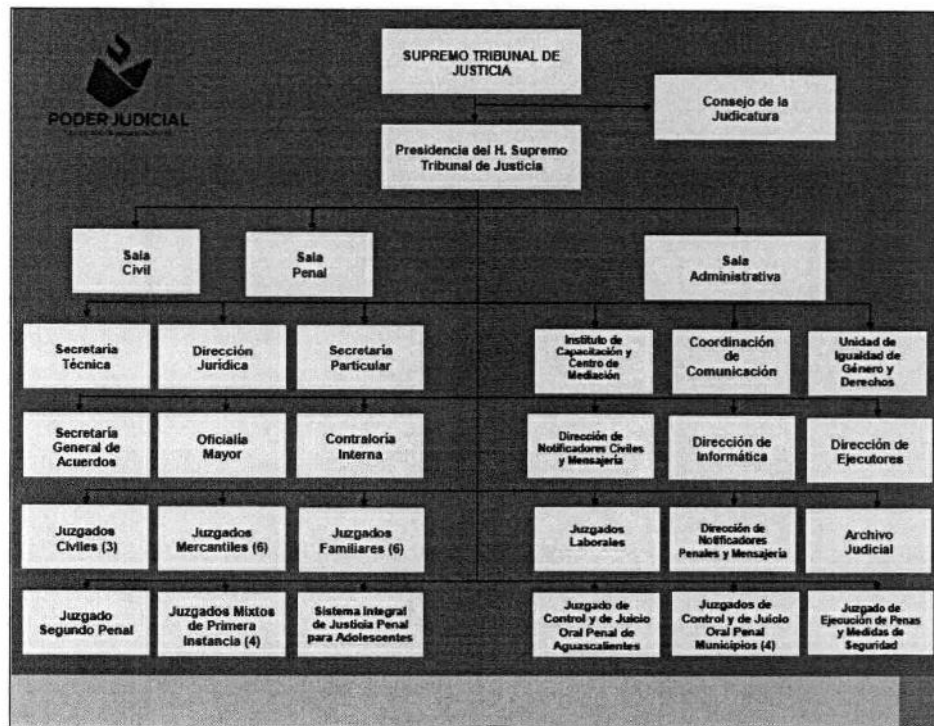 SUPREMO TRIBUNAL DE
JUSTICIA
PODER JUDICIAL
Consejo de la
Judicatura
Presidencia del H. Supremo
Tribunal de Justicia
Sala
Civil
Sala
Penal
Sala
Administrativa
Secretaría
Técnica
Dirección
Jurídica
Secretaría
Particular
Instituto de
Capacitación y
Centro de
Mediación
Coordinación
de
Comunicación
Unidad de
Igualdad de
Género y
Derechos
Secretaría
General de
Acuerdos
Oficialía
Mayor
Contraloría
Interna
Dirección de
Notificadores Civiles
y Mensajería
Dirección de
Informática
Dirección de
Ejecutores
Juzgados
Civiles (3)
Juzgados
Mercantiles (6)
Juzgados
Familiares (6)
Juzgados
Laborales
Dirección de
Notificadores
Penales y Mensajería
Archivo
Judicial
Juzgado
Segundo Penal
Juzgados Mixtos
de Primera
Instancia (4)
Sistema Integral
de Justicia Penal
para Adolescentes
Juzgado de
Control y de Juicio
Oral Penal de
Aguascalientes
Juzgados de
Control y de Juicio
Oral Penal
Municipios (4)
Juzgado de
Ejecución de Penas
y Medidas de
Seguridad